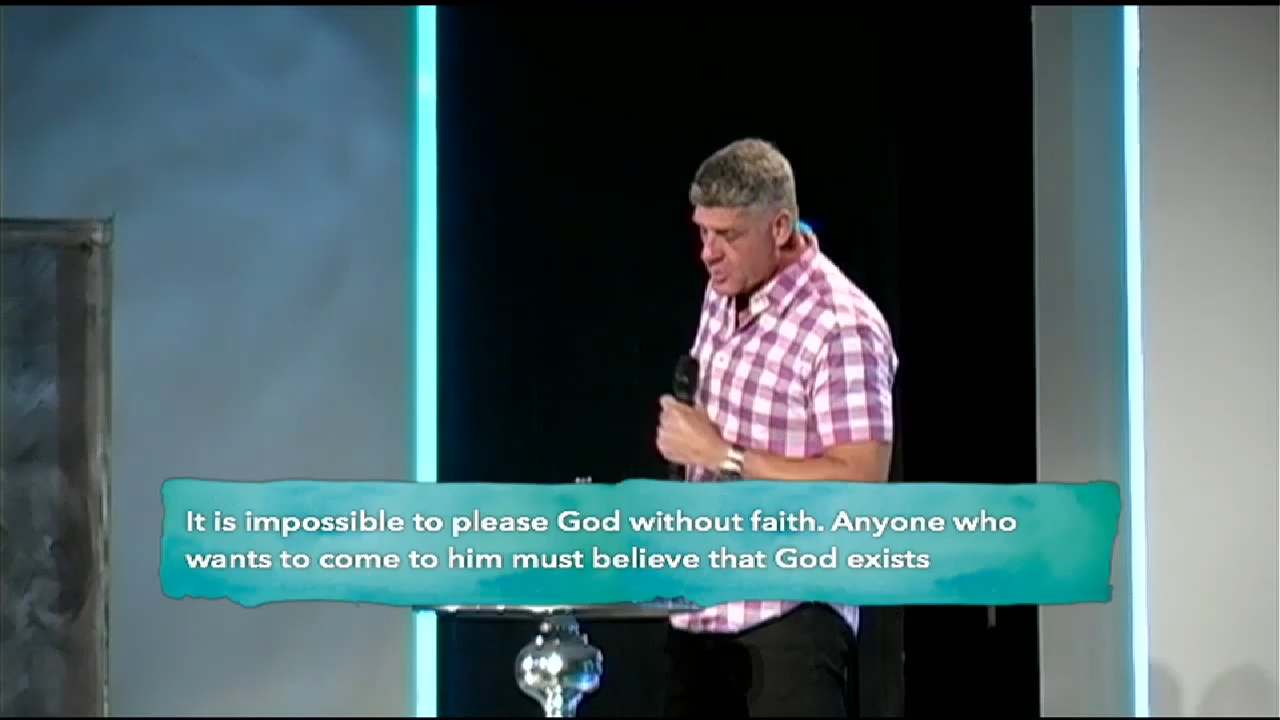 It is impossible to please God without faith. Anyone who
wants to come to him must believe that God exists